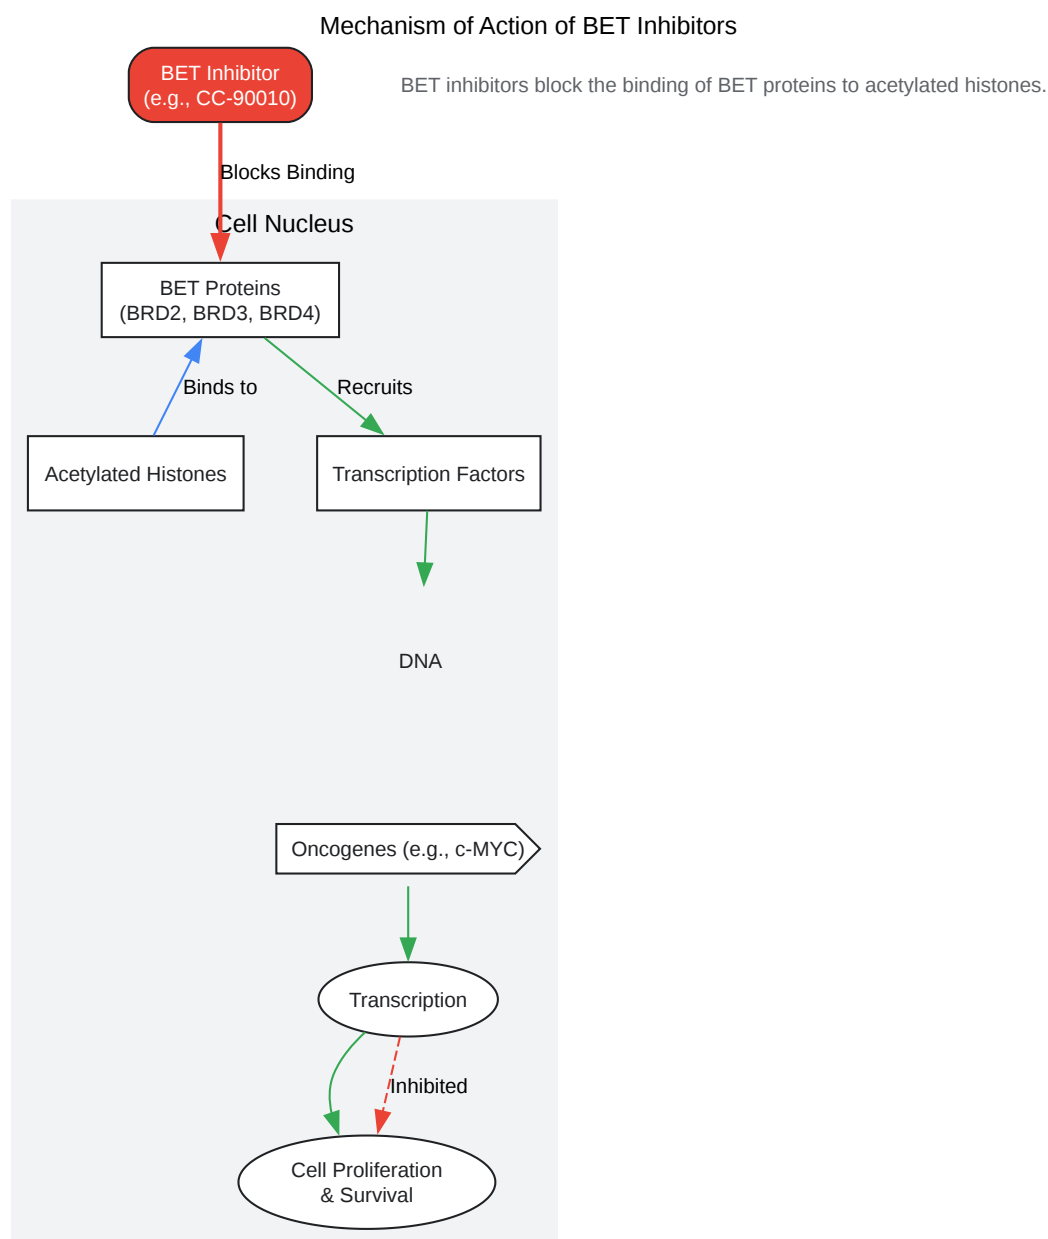 Mechanism of Action of BET Inhibitors
BET Inhibitor
(e.g., CC-90010)
BET inhibitors block the binding of BET proteins to acetylated histones.
Blocks Binding
Cell Nucleus
BET Proteins
(BRD2, BRD3, BRD4)
Binds to
Recruits
Acetylated Histones
Transcription Factors
DNA
Oncogenes (e.g., c-MYC)
Transcription
Inhibited
Cell Proliferation
& Survival